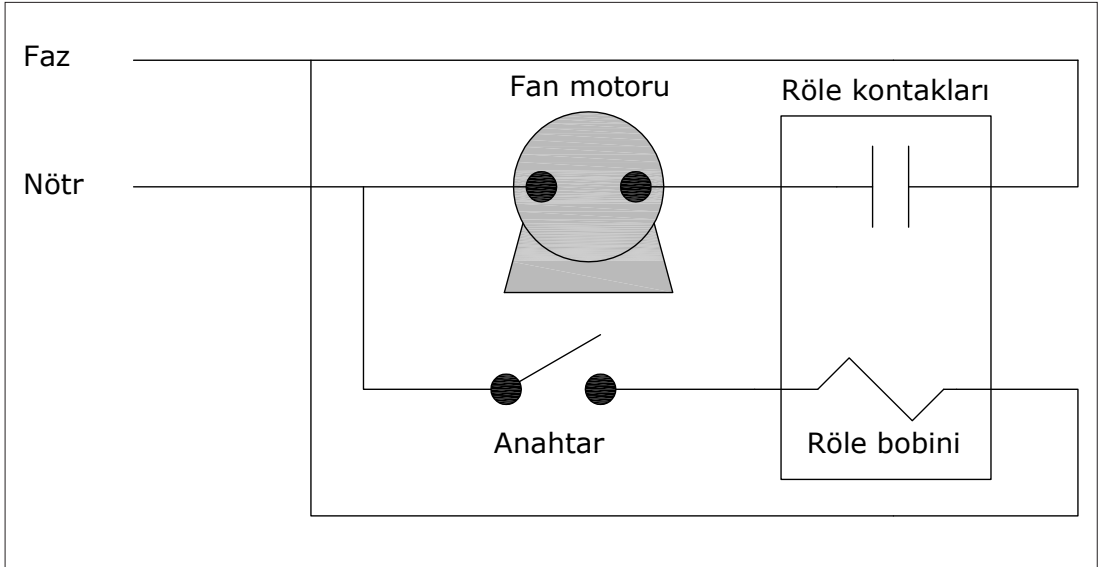 Faz
Fan motoru
Röle kontakları
Nötr
Anahtar
Röle bobini